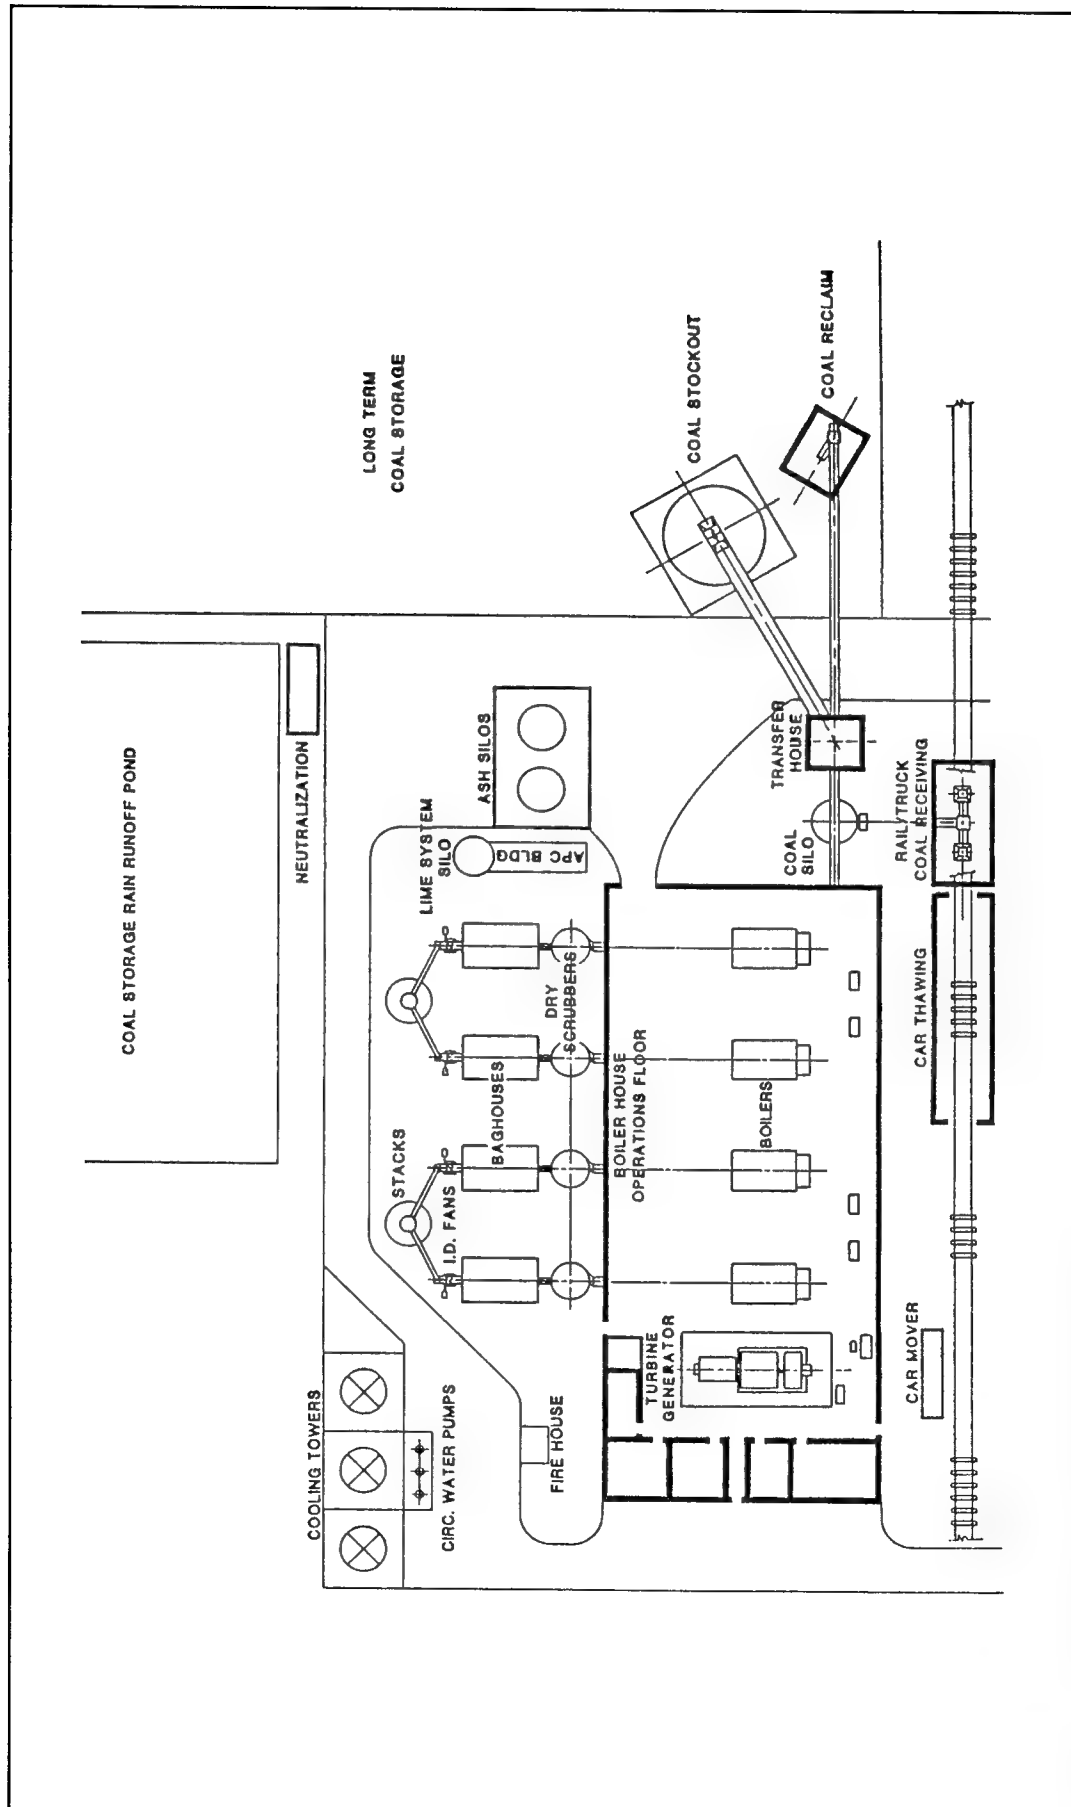 COAL STORAGE RAIN RUNOFF POND
NEUTRALIZATION
LONG TERM
COAL STORAGE
COOLING TOWERS
CIRC. WATER PUMPS
STACKS
I.D. FANS
LIME SYSTEM
SILO
ASH SILOS
APC BLDG
BAGHOUSES
DRY
SCRUBBERS
FIRE HOUSE
BOILER HOUSE
OPERATIONS FLOOR
TURBINE
GENERATOR
BOILERS
COAL STOCKOUT
COAL RECLAIM
TRANSFER
HOUSE
COAL
SILO
RAIL/TRUCK
COAL RECEIVING
CAR THAWING
CAR MOVER